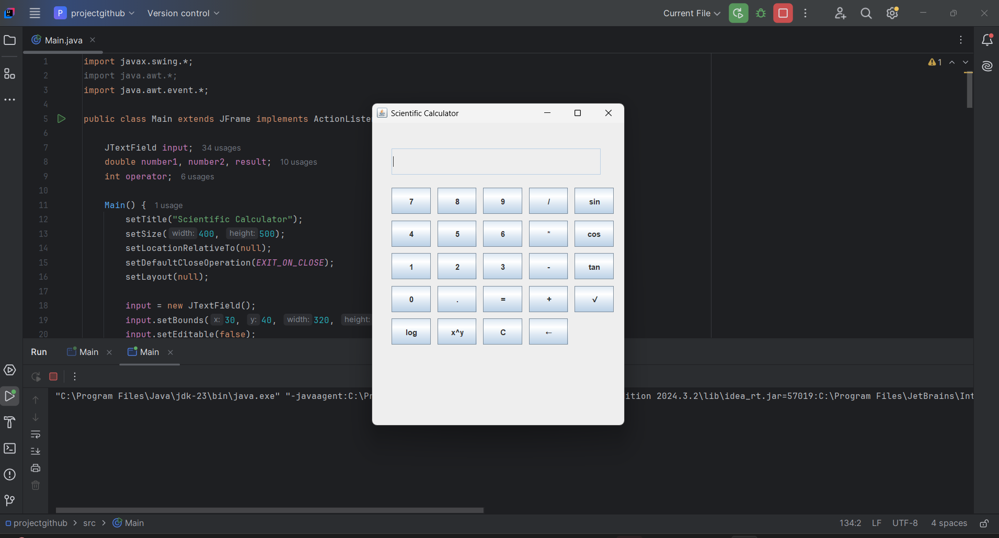 P projectgithub Version control Current File
Main.java
1 import javax.swing.*;
2 import java.awt.*;
3 import java.awt.event.*;
4
5 public class Main extends JFrame implements ActionListe
6
7 JTextField input; 34 usages
8 double number1, number2, result; 10 usages
9 int operator; 6 usages
10
11 Main() { 1 usage
12 setTitle("Scientific Calculator");
13 setSize( width: 400, height: 500);
14 setLocationRelativeTo(null);
15 setDefaultCloseOperation(EXIT_ON_CLOSE);
16 setLayout(null);
17
18 input = new JTextField();
19 input.setBounds( x: 30, y: 40, width: 320, height:
20 input.setEditable(false);
1
Scientific Calculator
7 8 9 / sin
4 5 6 * cos
1 2 3 - tan
0 . = + √
log x^y C ←
Run Main Main
"C:\Program Files\Java\jdk-23\bin\java.exe" "-javaagent:C:\Pr ition 2024.3.2\lib\idea_rt.jar=57019:C:\Program Files\JetBrains\Int
projectgithub > src > Main 134:2 LF UTF-8 4 spaces